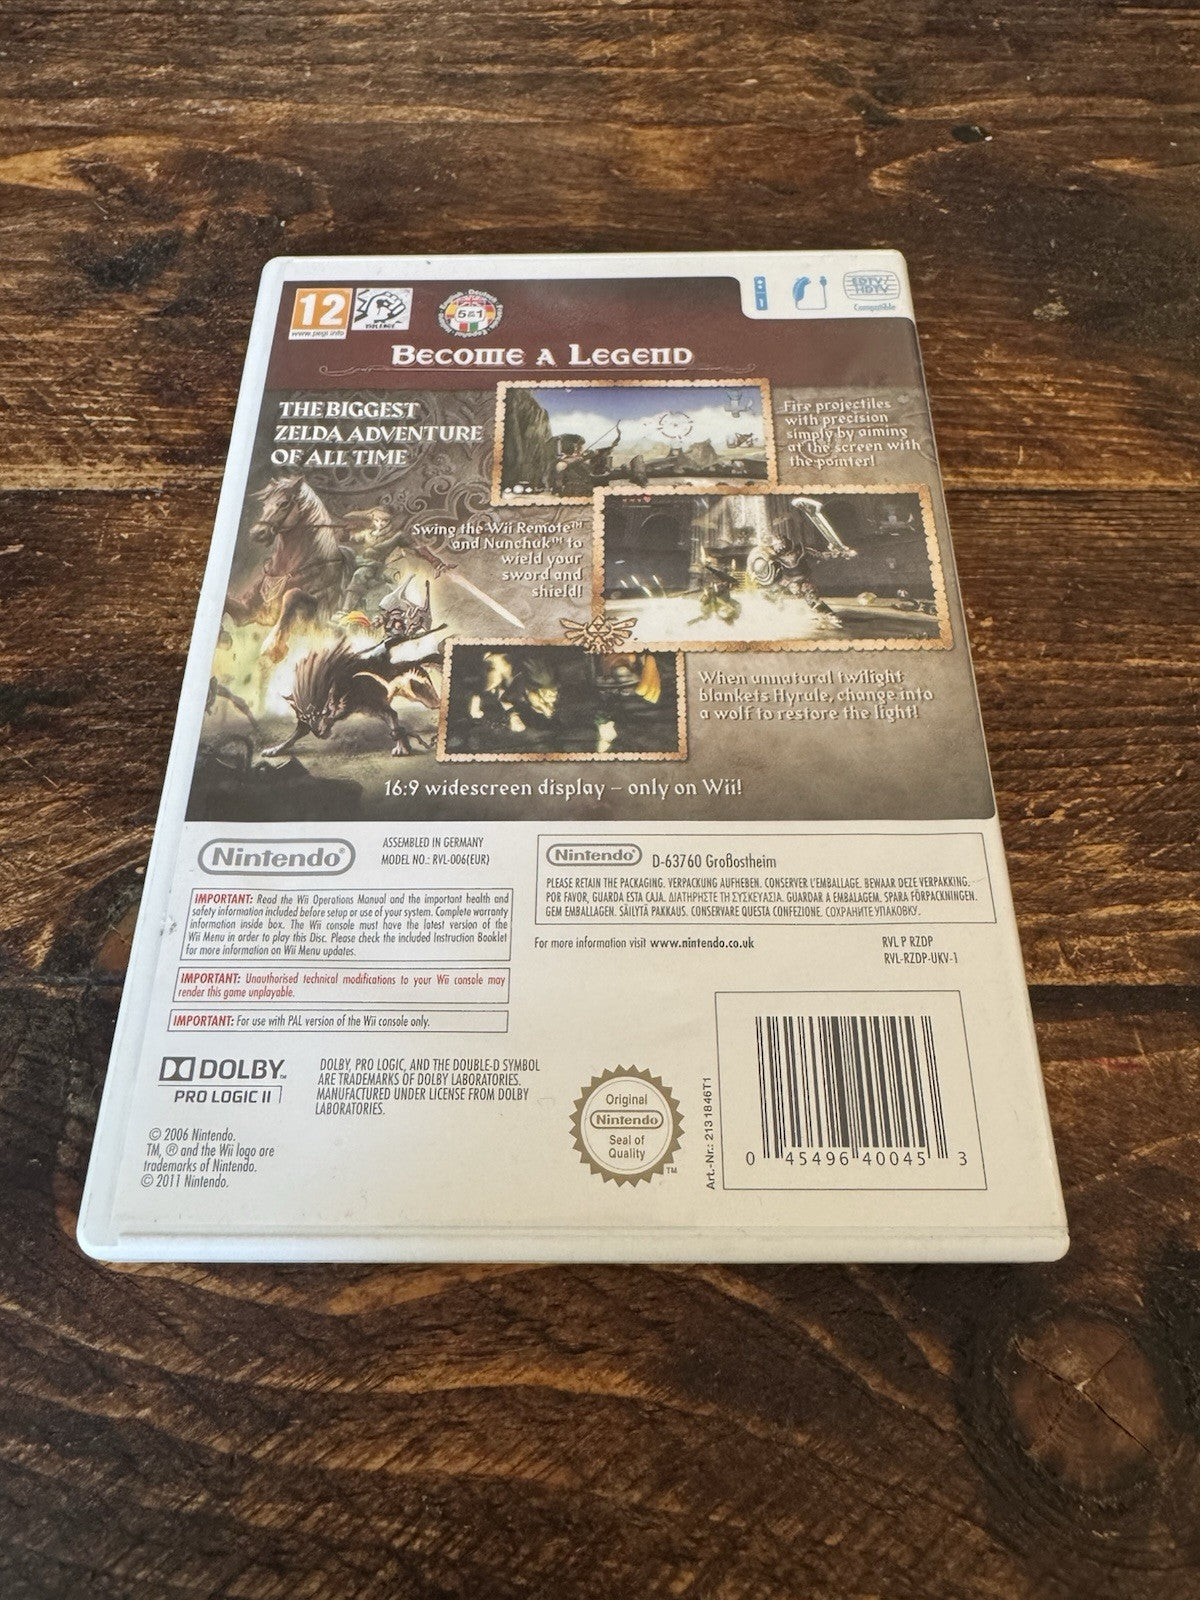 12
www.pegi.info
VIOLENCE
5in1
1
EDTV/
HDTV
Compatible
BECOME A LEGEND
THE BIGGEST
ZELDA ADVENTURE
OF ALL TIME
Fire projectiles
with precision
simply by aiming
at the screen with
the pointer!
Swing the Wii Remote™
and Nunchuk™ to
wield your
sword and
shield!
When unnatural twilight
blankets Hyrule, change into
a wolf to restore the light!
16:9 widescreen display – only on Wii!
Nintendo®
ASSEMBLED IN GERMANY
MODEL NO.: RVL-006(EUR)
IMPORTANT: Read the Wii Operations Manual and the important health and
safety information included before setup or use of your system. Complete warranty
information inside box. The Wii console must have the latest version of the
Wii Menu in order to play this Disc. Please check the included Instruction Booklet
for more information on Wii Menu updates.
IMPORTANT: Unauthorised technical modifications to your Wii console may
render this game unplayable.
IMPORTANT: For use with PAL version of the Wii console only.
Nintendo® D-63760 Großostheim
PLEASE RETAIN THE PACKAGING. VERPACKUNG AUFHEBEN. CONSERVER L'EMBALLAGE. BEWAAR DEZE VERPAKKING.
POR FAVOR, GUARDA ESTA CAJA. ΔΙΑΤΗΡΗΣΤΕ ΤΗ ΣΥΣΚΕΥΑΣΙΑ. GUARDAR A EMBALAGEM. SPARA FÖRPACKNINGEN.
GEM EMBALLAGEN. SÄILYTÄ PAKKAUS. CONSERVARE QUESTA CONFEZIONE. СОХРАНИТЕ УПАКОВКУ.
For more information visit www.nintendo.co.uk
RVL P RZDP
RVL-RZDP-UKV-1
DOLBY™
PRO LOGIC II
DOLBY, PRO LOGIC, AND THE DOUBLE-D SYMBOL
ARE TRADEMARKS OF DOLBY LABORATORIES.
MANUFACTURED UNDER LICENSE FROM DOLBY
LABORATORIES.
© 2006 Nintendo.
TM, ® and the Wii logo are
trademarks of Nintendo.
© 2011 Nintendo.
Original
Nintendo
Seal of
Quality
TM
Art.-Nr.: 2131846T1
0 45496 40045 3